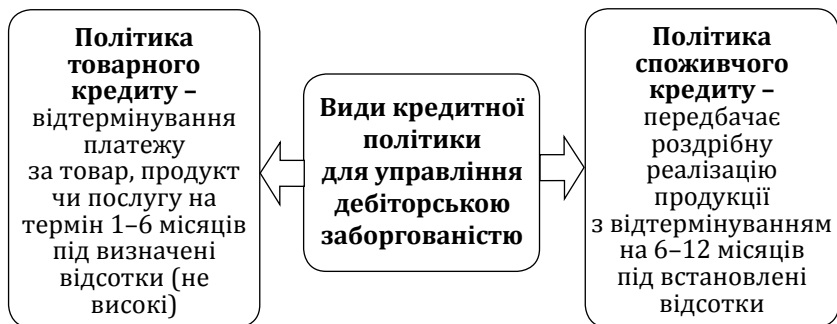 Політика
товарного
кредиту –
відтермінування
платежу
за товар, продукт
чи послугу на
термін 1–6 місяців
під визначені
відсотки (не
високі)
Види кредитної
політики
для управління
дебіторською
заборгованістю
Політика
споживчого
кредиту –
передбачає
роздрібну
реалізацію
продукції
з відтермінуванням
на 6–12 місяців
під встановлені
відсотки